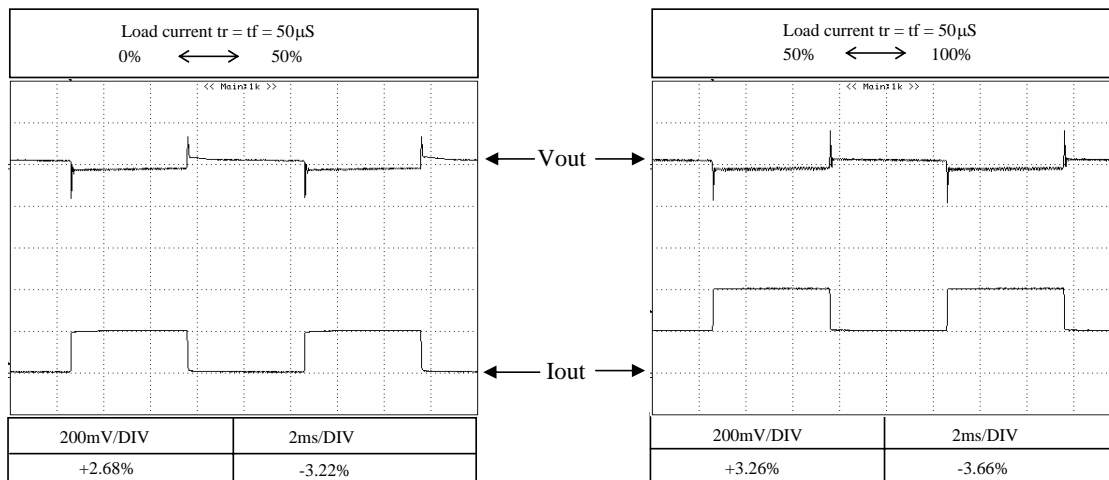 Load current tr = tf = 50μS
0% 50%
<< Main:1k >>
200mV/DIV 2ms/DIV
+2.68% -3.22%
Vout
Iout
Load current tr = tf = 50μS
50% 100%
<< Main:1k >>
200mV/DIV 2ms/DIV
+3.26% -3.66%